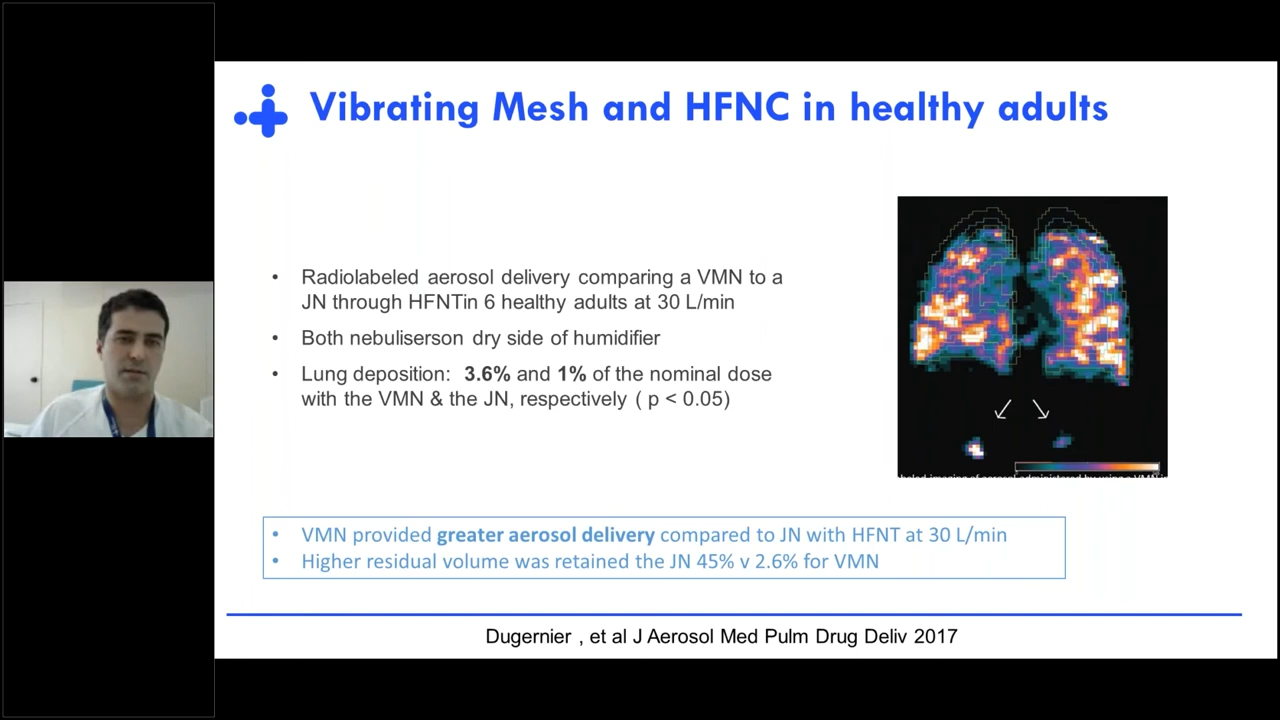 Vibrating Mesh and HFNC in healthy adults
• Radiolabeled aerosol delivery comparing a VMN to a
JN through HFNTin 6 healthy adults at 30 L/min
• Both nebuliserson dry side of humidifier
• Lung deposition: 3.6% and 1% of the nominal dose
with the VMN & the JN, respectively ( p < 0.05)
• VMN provided greater aerosol delivery compared to JN with HFNT at 30 L/min
• Higher residual volume was retained the JN 45% v 2.6% for VMN
Dugernier , et al J Aerosol Med Pulm Drug Deliv 2017